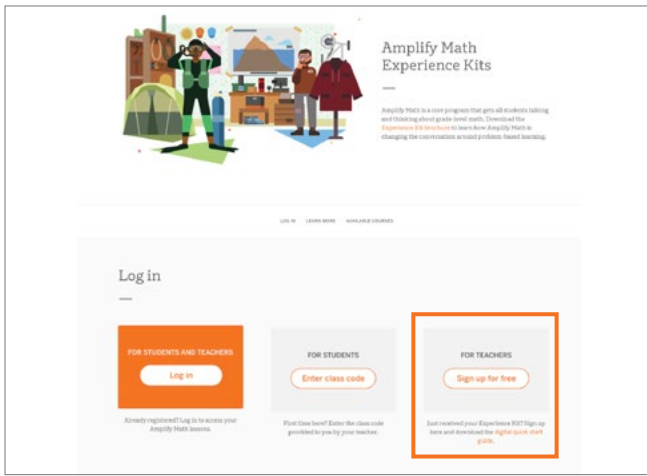 Amplify Math
Experience Kits
Amplify Math is a core program that gets all students talking
and thinking about grade-level math. Download the
Experience Kit brochure to learn how Amplify Math is
changing the conversation around problem-based learning.
LOG IN LEARN MORE AVAILABLE COURSES
Log in
FOR STUDENTS AND TEACHERS
Log in
Already registered? Log in to access your
Amplify Math lessons.
FOR STUDENTS
Enter class code
First time here? Enter the class code
provided to you by your teacher.
FOR TEACHERS
Sign up for free
Just received your Experience Kit? Sign up
here and download the digital quick start
guide.